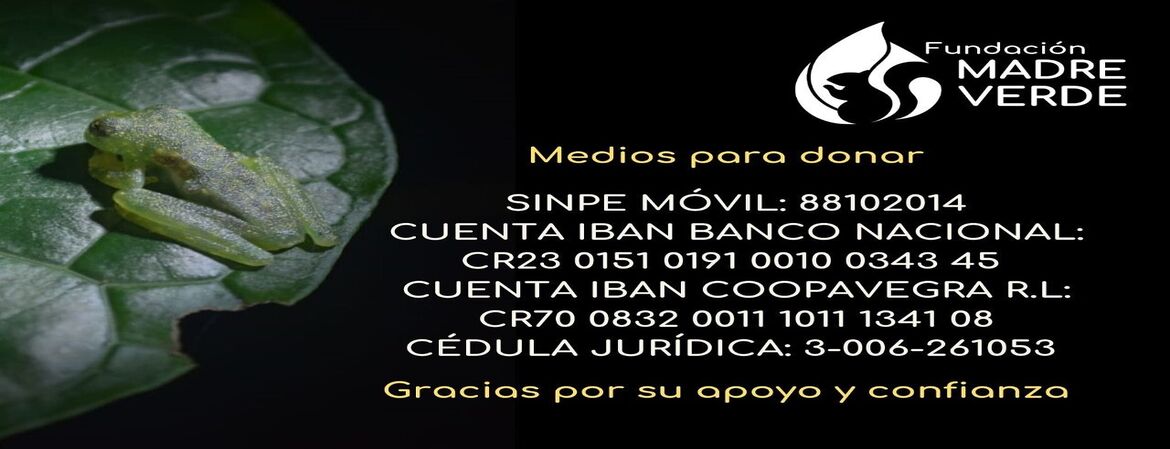 Fundación
MADRE
VERDE
Medios para donar
SINPE MÓVIL: 88102014
CUENTA IBAN BANCO NACIONAL:
CR23 0151 0191 0010 0343 45
CUENTA IBAN COOPAVEGRA R.L:
CR70 0832 0011 1011 1341 08
CÉDULA JURÍDICA: 3-006-261053
Gracias por su apoyo y confianza